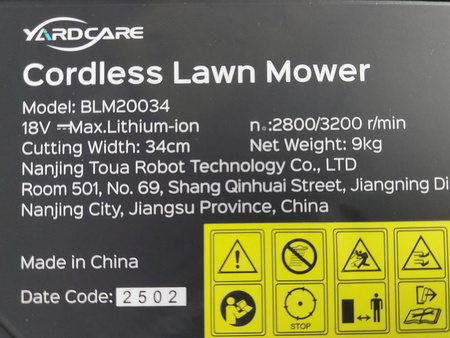 YARDCARE
Cordless Lawn Mower
Model: BLM20034
18V ⎓Max.Lithium-ion n₀:2800/3200 r/min
Cutting Width: 34cm Net Weight: 9kg
Nanjing Toua Robot Technology Co., LTD
Room 501, No. 69, Shang Qinhuai Street, Jiangning Di
Nanjing City, Jiangsu Province, China
Made in China
Date Code: 2502
STOP